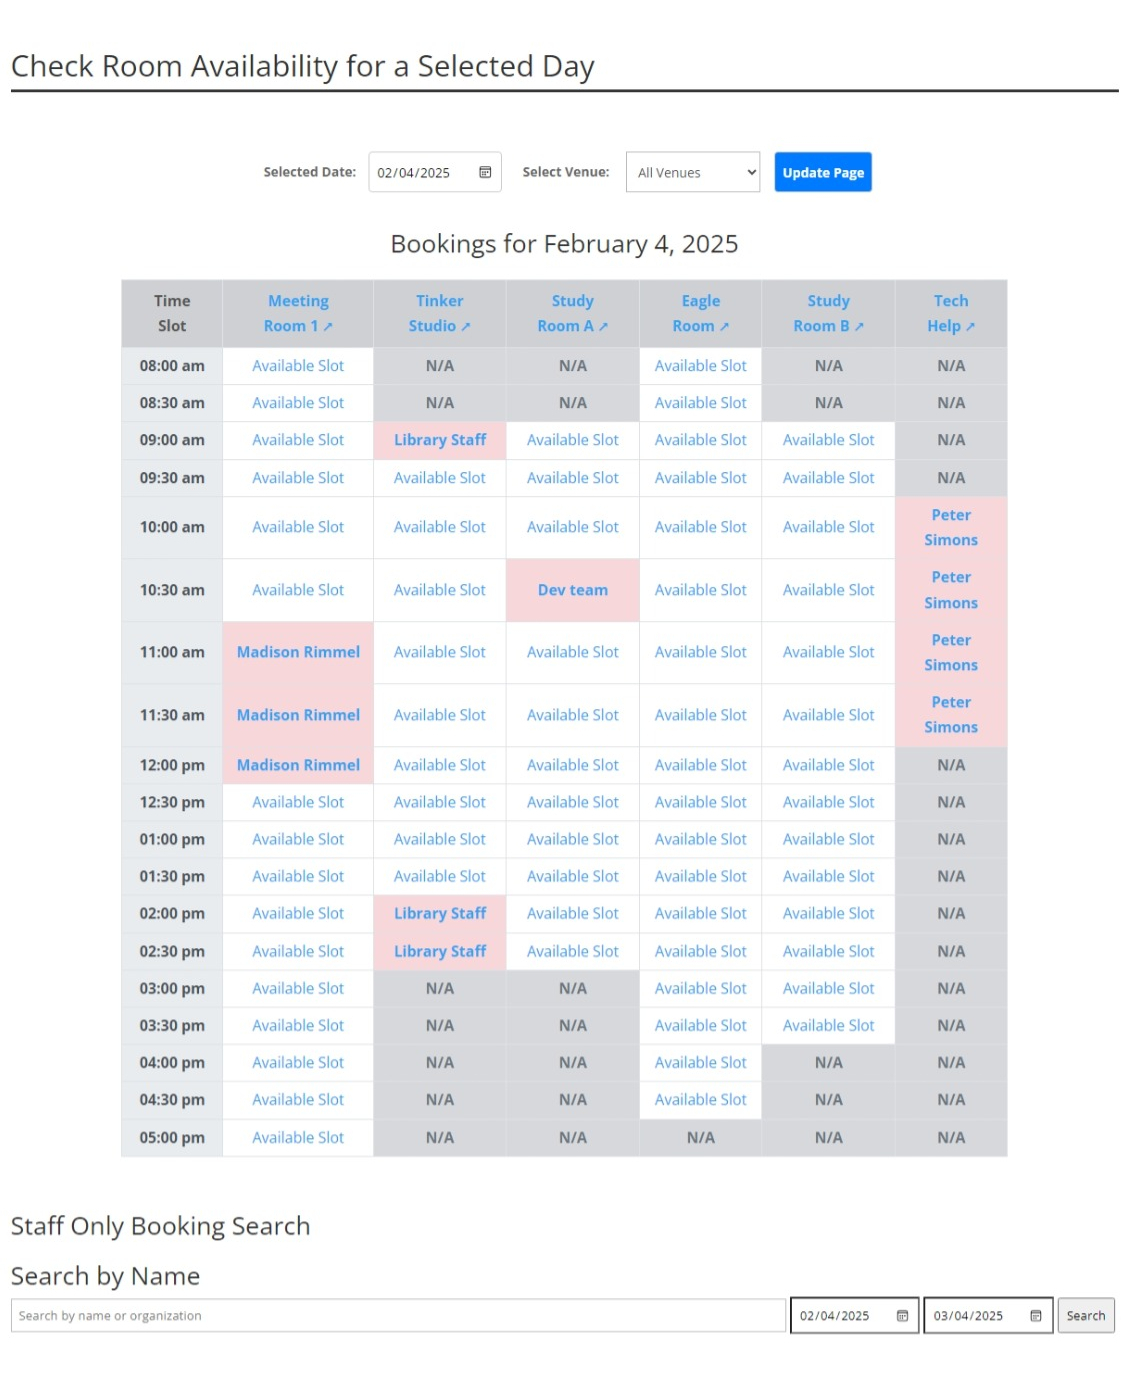 Check Room Availability for a Selected Day
Selected Date: 02/04/2025 Select Venue: All Venues Update Page
Bookings for February 4, 2025
Time Slot Meeting Room 1 ↗ Tinker Studio ↗ Study Room A ↗ Eagle Room ↗ Study Room B ↗ Tech Help ↗
08:00 am Available Slot N/A N/A Available Slot N/A N/A
08:30 am Available Slot N/A N/A Available Slot N/A N/A
09:00 am Available Slot Library Staff Available Slot Available Slot Available Slot N/A
09:30 am Available Slot Available Slot Available Slot Available Slot Available Slot N/A
10:00 am Available Slot Available Slot Available Slot Available Slot Available Slot Peter Simons
10:30 am Available Slot Available Slot Dev team Available Slot Available Slot Peter Simons
11:00 am Madison Rimmel Available Slot Available Slot Available Slot Available Slot Peter Simons
11:30 am Madison Rimmel Available Slot Available Slot Available Slot Available Slot Peter Simons
12:00 pm Madison Rimmel Available Slot Available Slot Available Slot Available Slot N/A
12:30 pm Available Slot Available Slot Available Slot Available Slot Available Slot N/A
01:00 pm Available Slot Available Slot Available Slot Available Slot Available Slot N/A
01:30 pm Available Slot Available Slot Available Slot Available Slot Available Slot N/A
02:00 pm Available Slot Library Staff Available Slot Available Slot Available Slot N/A
02:30 pm Available Slot Library Staff Available Slot Available Slot Available Slot N/A
03:00 pm Available Slot N/A N/A Available Slot Available Slot N/A
03:30 pm Available Slot N/A N/A Available Slot Available Slot N/A
04:00 pm Available Slot N/A N/A Available Slot N/A N/A
04:30 pm Available Slot N/A N/A Available Slot N/A N/A
05:00 pm Available Slot N/A N/A N/A N/A N/A
Staff Only Booking Search
Search by Name
Search by name or organization 02/04/2025 03/04/2025 Search